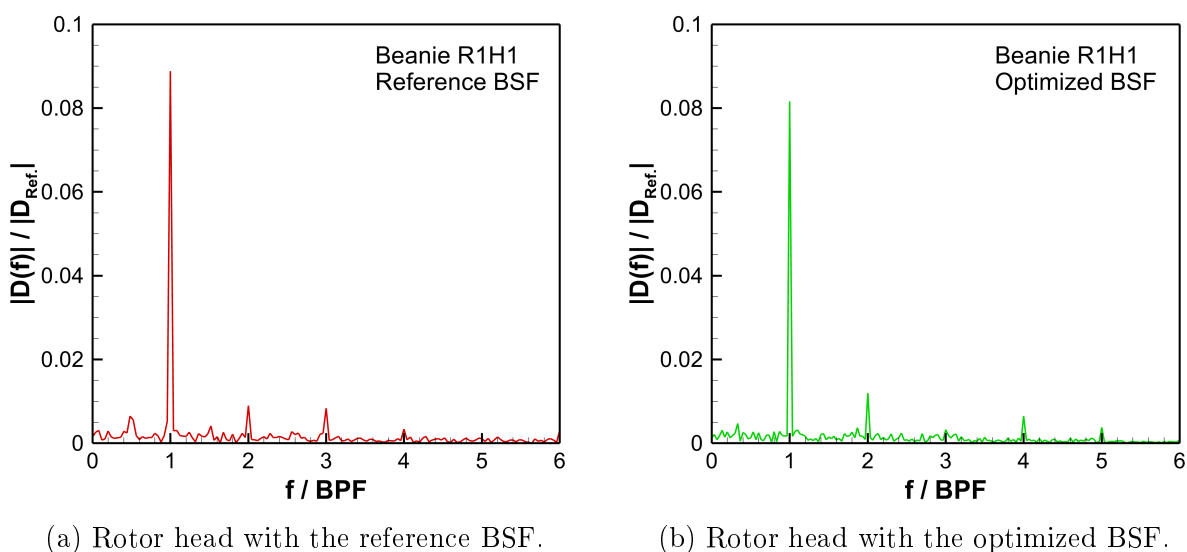 0.1
0.08
0.06
0.04
0.02
0
|D(f)| / |D_Ref.|
Beanie R1H1
Reference BSF
0 1 2 3 4 5 6
f / BPF
(a) Rotor head with the reference BSF.
0.1
0.08
0.06
0.04
0.02
0
|D(f)| / |D_Ref.|
Beanie R1H1
Optimized BSF
0 1 2 3 4 5 6
f / BPF
(b) Rotor head with the optimized BSF.